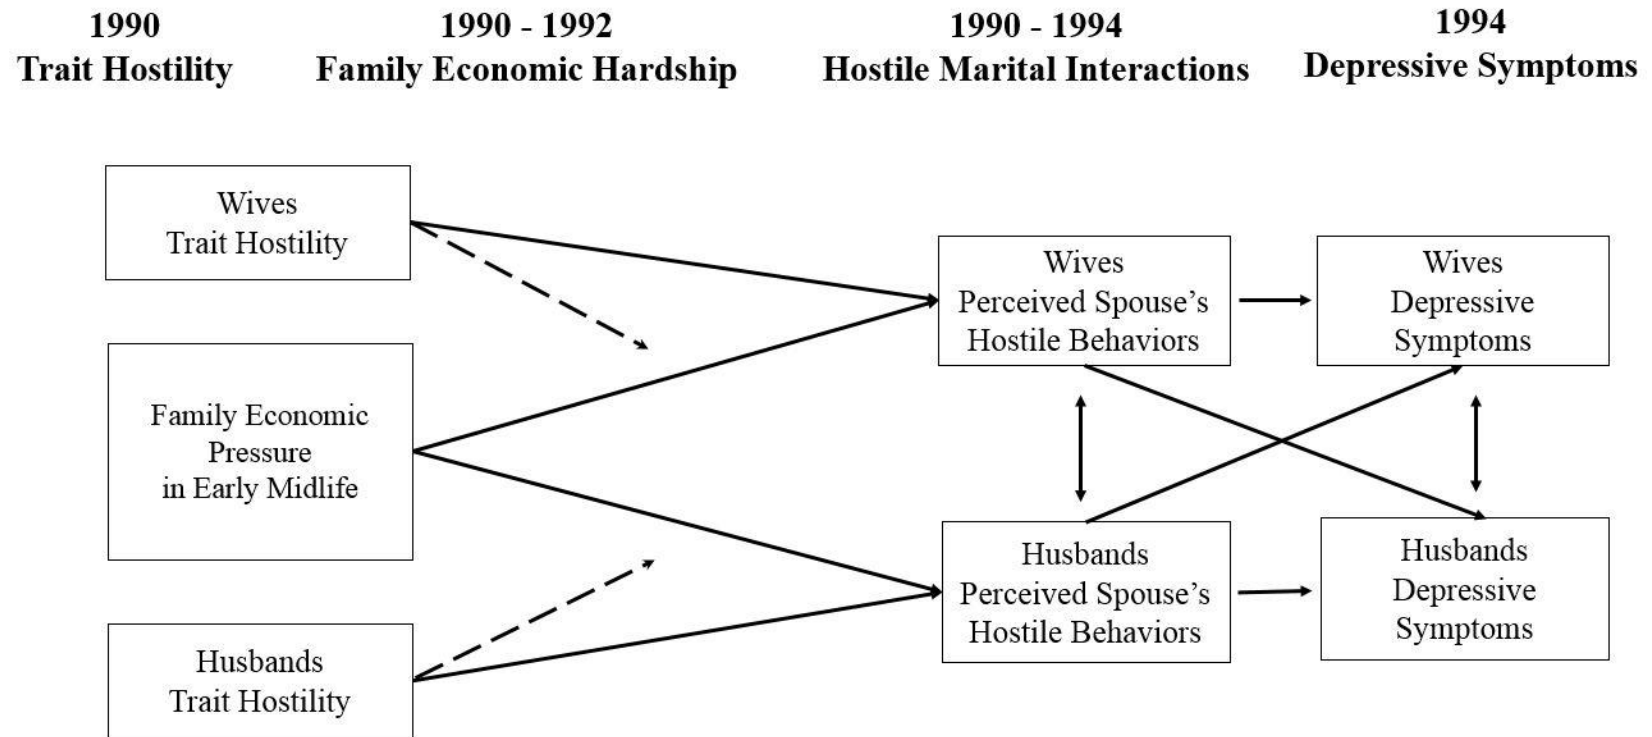 1990
Trait Hostility
1990 - 1992
Family Economic Hardship
1990 - 1994
Hostile Marital Interactions
1994
Depressive Symptoms
Wives
Trait Hostility
Family Economic
Pressure
in Early Midlife
Husbands
Trait Hostility
Wives
Perceived Spouse’s
Hostile Behaviors
Husbands
Perceived Spouse’s
Hostile Behaviors
Wives
Depressive
Symptoms
Husbands
Depressive
Symptoms